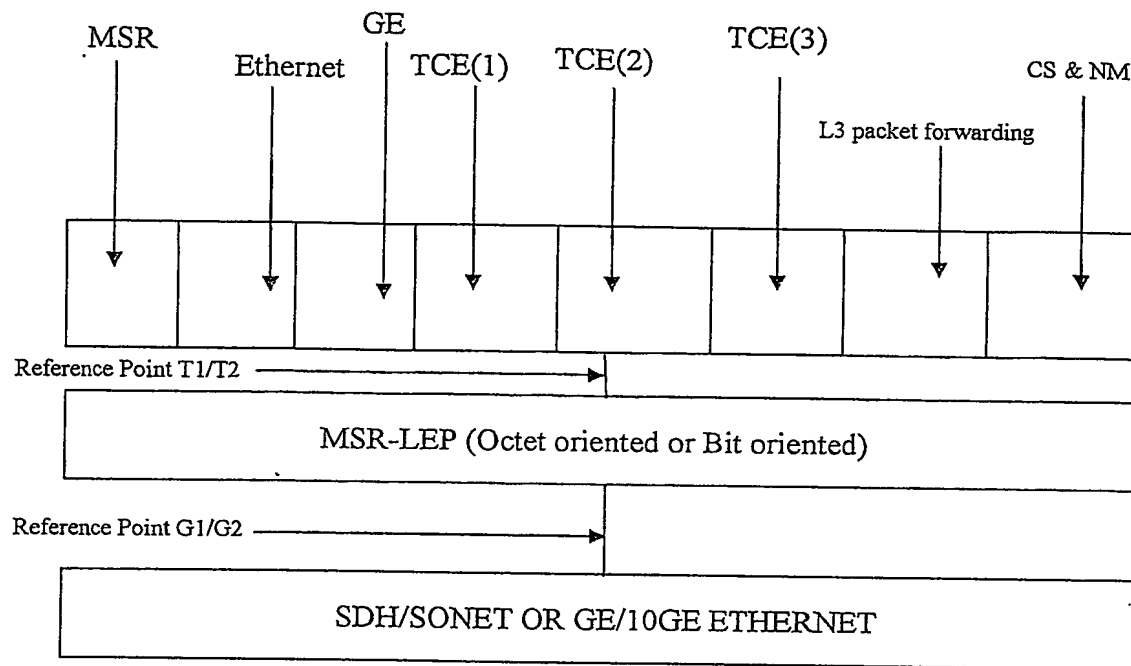 MSR
Ethernet
GE
TCE(1)
TCE(2)
TCE(3)
L3 packet forwarding
CS & NM
Reference Point T1/T2
MSR-LEP (Octet oriented or Bit oriented)
Reference Point G1/G2
SDH/SONET OR GE/10GE ETHERNET